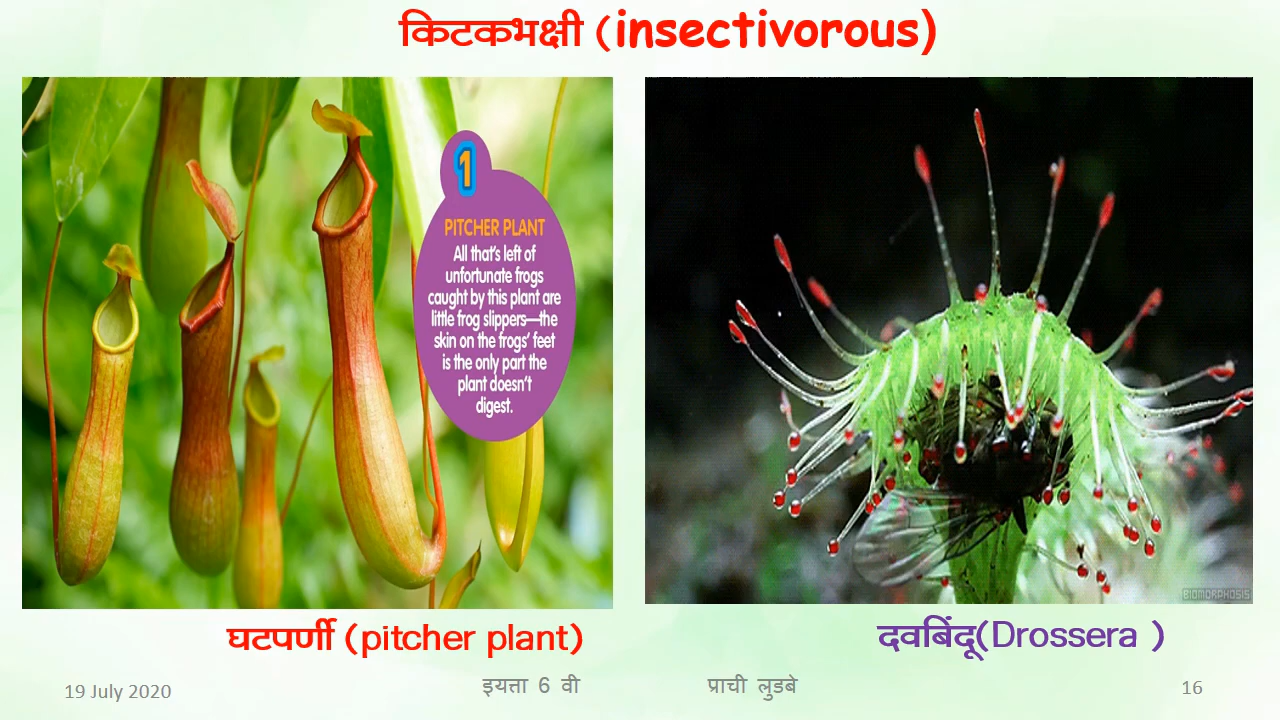 किटकभक्षी (insectivorous)
1
PITCHER PLANT
All that's left of
unfortunate frogs
caught by this plant are
little frog slippers—the
skin on the frogs' feet
is the only part the
plant doesn't
digest.
BIOMORPHOSIS
घटपर्णी (pitcher plant)
दवबिंदू(Drossera )
19 July 2020
इयत्ता 6 वी
प्राची लुडबे
16